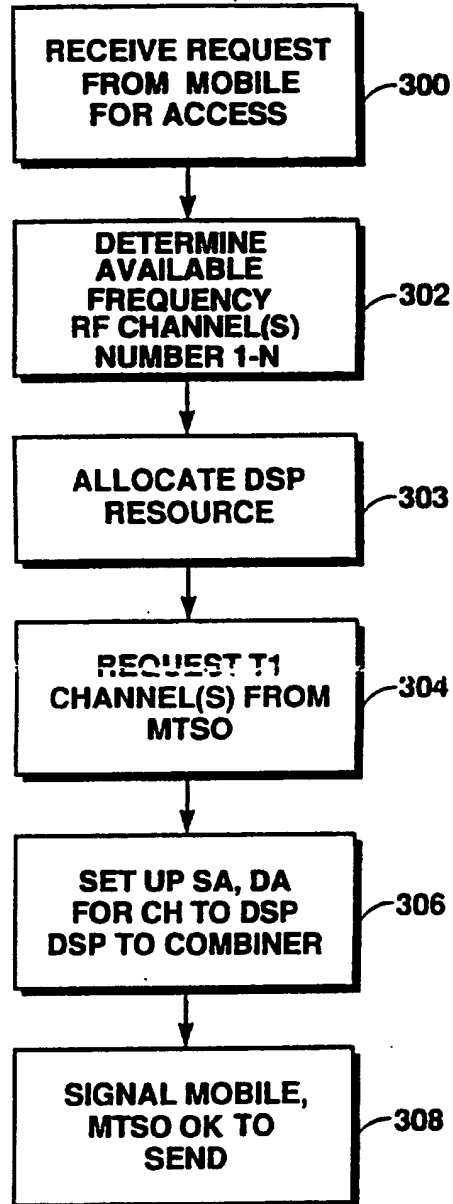 RECEIVE REQUEST
FROM MOBILE
FOR ACCESS
300
DETERMINE
AVAILABLE
FREQUENCY
RF CHANNEL(S)
NUMBER 1-N
302
ALLOCATE DSP
RESOURCE
303
REQUEST T1
CHANNEL(S) FROM
MTSO
304
SET UP SA, DA
FOR CH TO DSP
DSP TO COMBINER
306
SIGNAL MOBILE,
MTSO OK TO
SEND
308